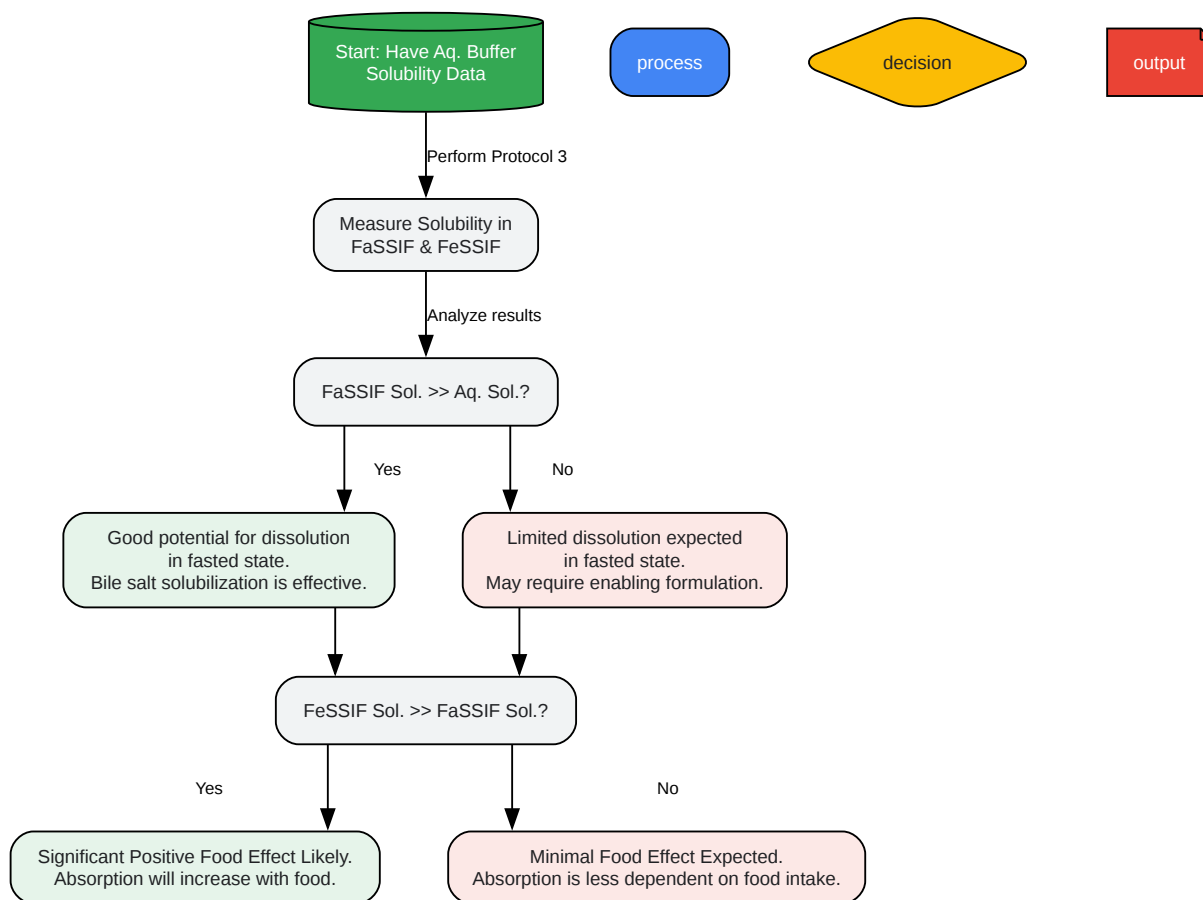 Start: Have Aq. Buffer
Solubility Data
process
decision
output
Perform Protocol 3
Measure Solubility in
FaSSIF & FeSSIF
Analyze results
FaSSIF Sol. >> Aq. Sol.?
Yes
No
Good potential for dissolution
in fasted state.
Bile salt solubilization is effective.
Limited dissolution expected
in fasted state.
May require enabling formulation.
FeSSIF Sol. >> FaSSIF Sol.?
Yes
No
Significant Positive Food Effect Likely.
Absorption will increase with food.
Minimal Food Effect Expected.
Absorption is less dependent on food intake.